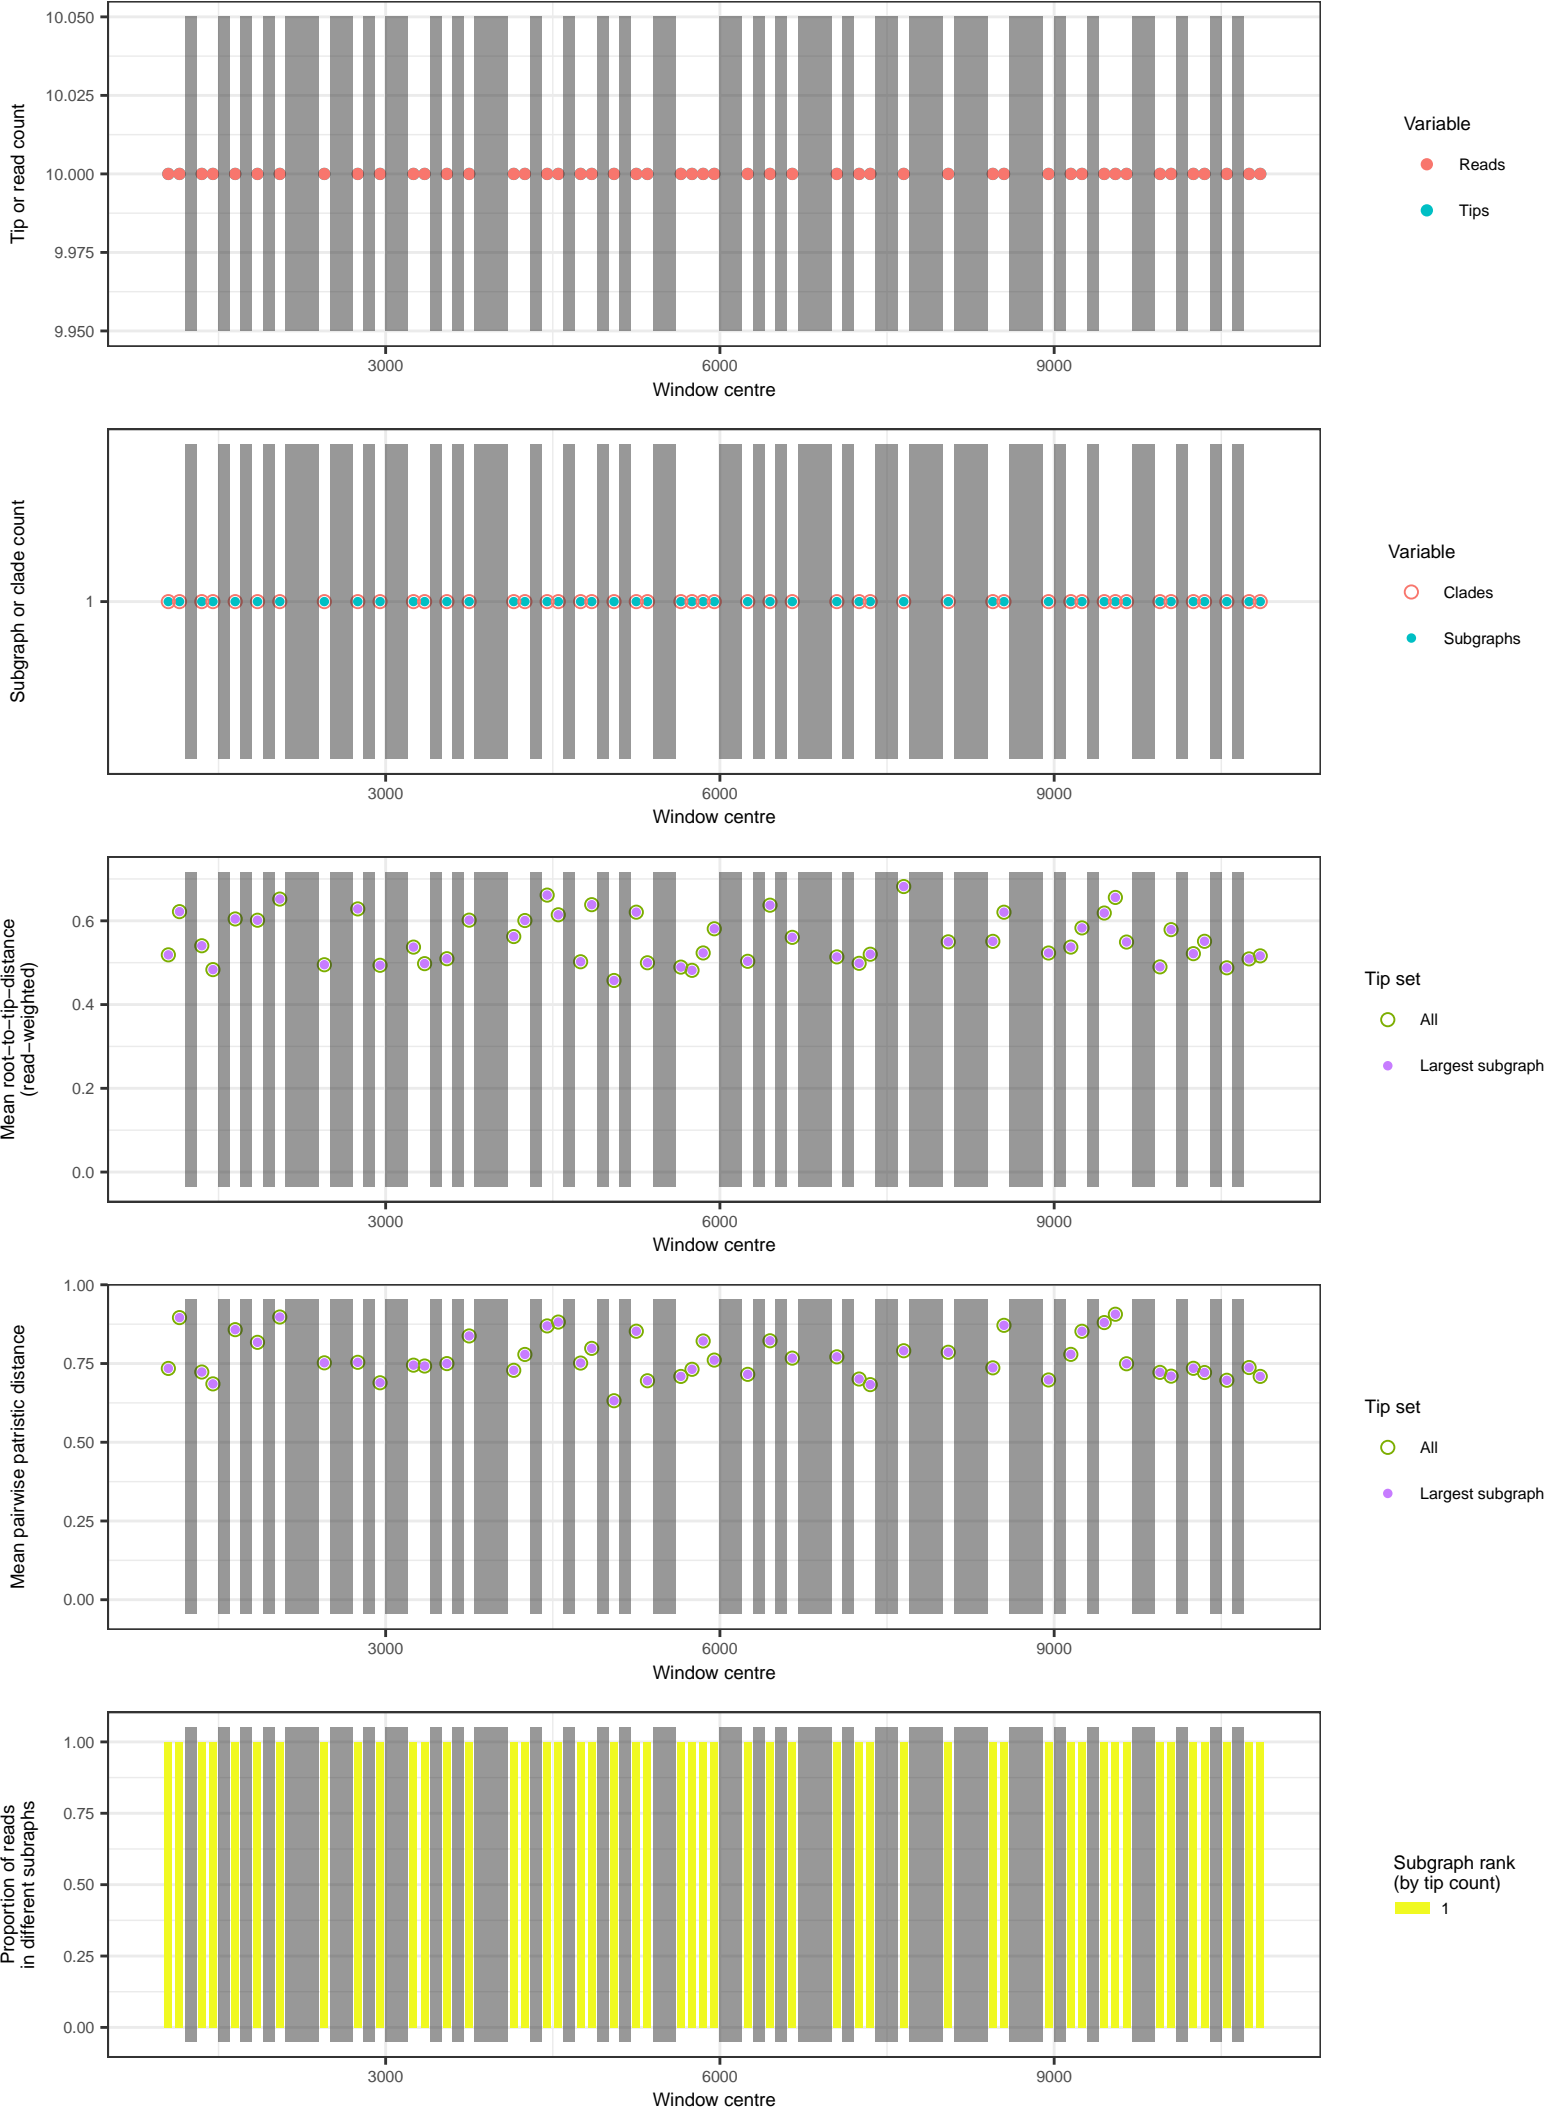 10.050
10.025
10.000
9.975
9.950
Tip or read count
3000 6000 9000
Window centre
Variable
Reads
Tips
1
Subgraph or clade count
3000 6000 9000
Window centre
Variable
Clades
Subgraphs
0.6
0.4
0.2
0.0
Mean root−to−tip−distance
(read−weighted)
3000 6000 9000
Window centre
Tip set
All
Largest subgraph
1.00
0.75
0.50
0.25
0.00
Mean pairwise patristic distance
3000 6000 9000
Window centre
Tip set
All
Largest subgraph
1.00
0.75
0.50
0.25
0.00
Proportion of reads
in different subraphs
3000 6000 9000
Window centre
Subgraph rank
(by tip count)
1